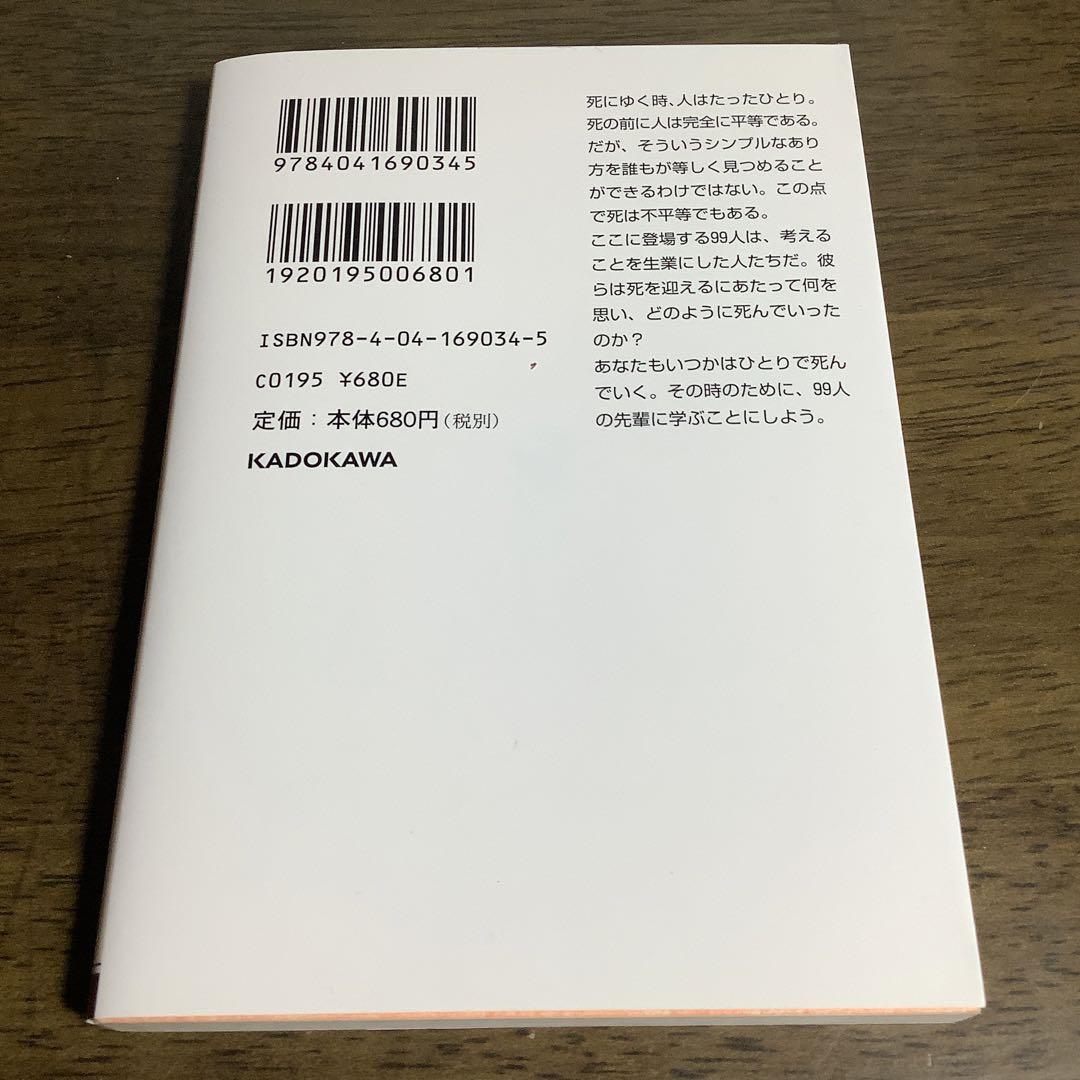 9784041690345
1920195006801
ISBN978-4-04-169034-5
C0195 ¥680E
定価:本体680円(税別)
KADOKAWA
死にゆく時、人はたったひとり。
死の前に人は完全に平等である。
だが、そういうシンプルなあり
方を誰もが等しく見つめること
ができるわけではない。この点
で死は不平等でもある。
ここに登場する99人は、考える
ことを生業にした人たちだ。彼
らは死を迎えるにあたって何を
思い、どのように死んでいった
のか?
あなたもいつかはひとりで死ん
でいく。その時のために、99人
の先輩に学ぶことにしよう。